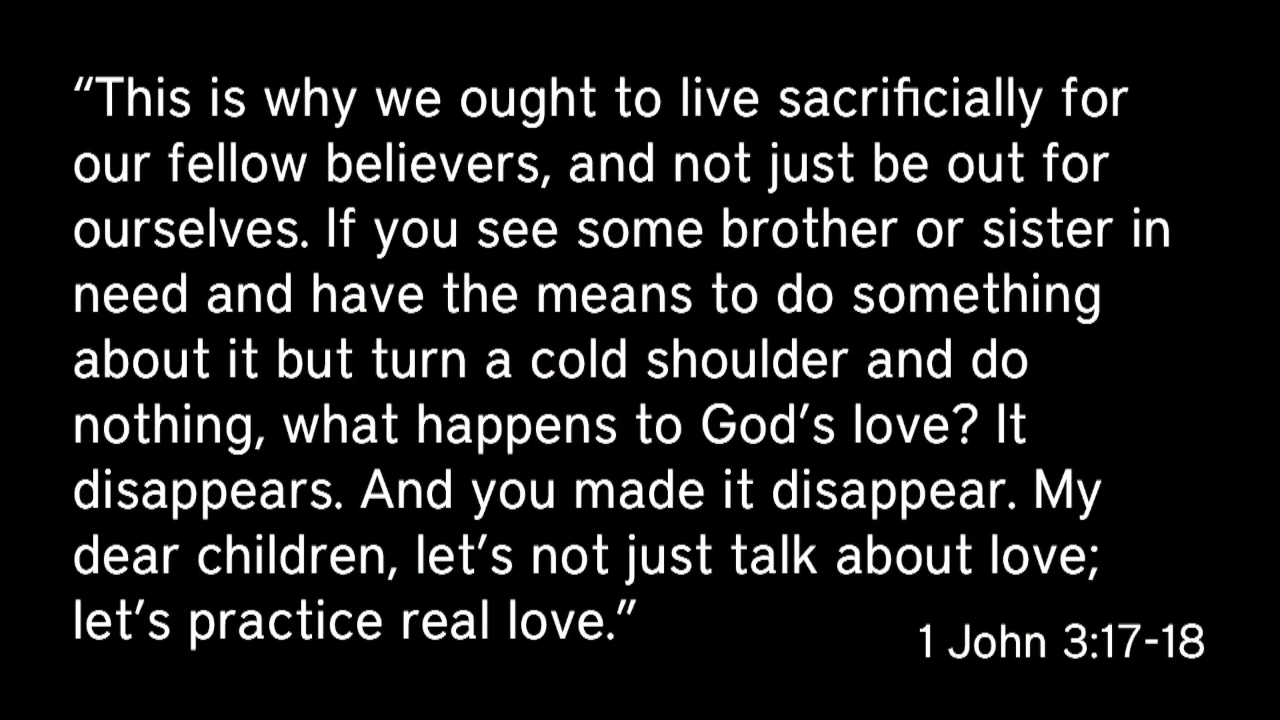 “This is why we ought to live sacrificially for
our fellow believers, and not just be out for
ourselves. If you see some brother or sister in
need and have the means to do something
about it but turn a cold shoulder and do
nothing, what happens to God’s love? It
disappears. And you made it disappear. My
dear children, let’s not just talk about love;
let’s practice real love.”
1 John 3:17-18